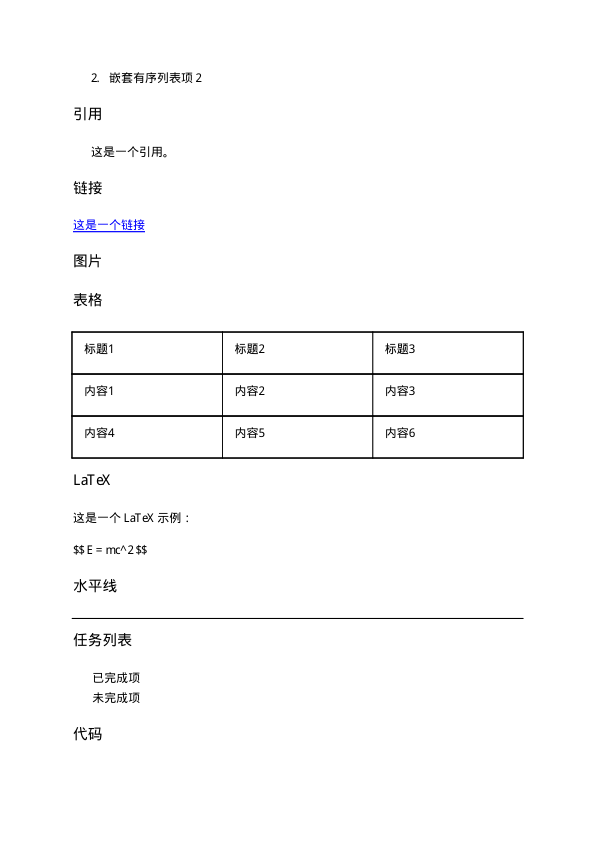 2. 嵌套有序列表项 2
引用
这是一个引用。
链接
这是一个链接
图片
表格
标题1 标题2 标题3
内容1 内容2 内容3
内容4 内容5 内容6
LaTeX
这是一个 LaTeX 示例：
$$ E = mc^2 $$
水平线
任务列表
已完成项
未完成项
代码